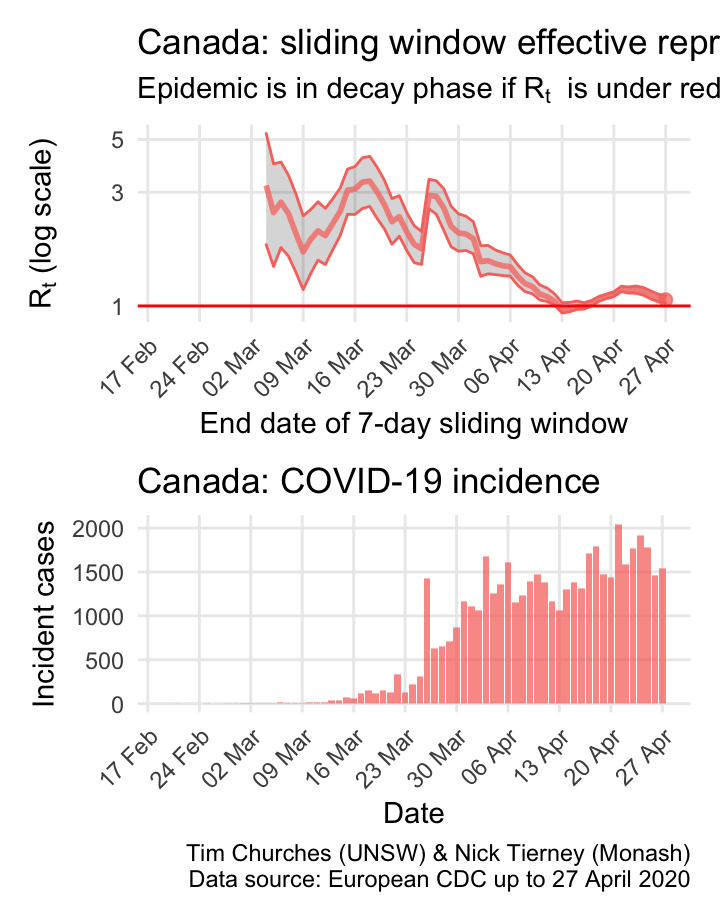 Canada: sliding window effective repr
Epidemic is in decay phase if Rt is under red
Rt (log scale)
5
3
1
17 Feb
24 Feb
02 Mar
09 Mar
16 Mar
23 Mar
30 Mar
06 Apr
13 Apr
20 Apr
27 Apr
End date of 7-day sliding window
Canada: COVID-19 incidence
Incident cases
2000
1500
1000
500
0
17 Feb
24 Feb
02 Mar
09 Mar
16 Mar
23 Mar
30 Mar
06 Apr
13 Apr
20 Apr
27 Apr
Date
Tim Churches (UNSW) & Nick Tierney (Monash)
Data source: European CDC up to 27 April 2020